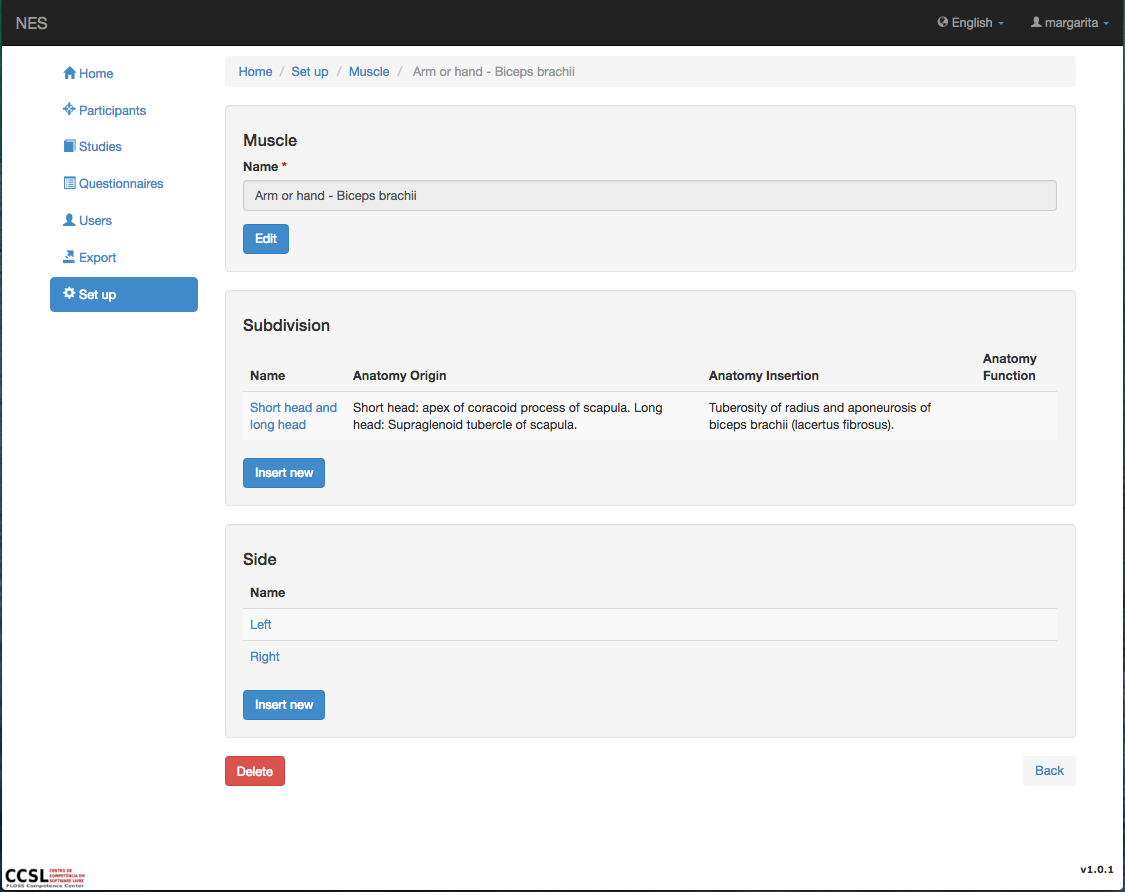 NES
English
margarita
Home
Participants
Studies
Questionnaires
Users
Export
Set up
Home / Set up / Muscle / Arm or hand - Biceps brachii
Muscle
Name *
Arm or hand - Biceps brachii
Edit
Subdivision
Name Anatomy Origin Anatomy Insertion Anatomy Function
Short head and long head
Short head: apex of coracoid process of scapula. Long
head: Supraglenoid tubercle of scapula.
Tuberosity of radius and aponeurosis of
biceps brachii (lacertus fibrosus).
Insert new
Side
Name
Left
Right
Insert new
Delete
Back
CCSL
CENTRO DE
COMPETÊNCIA EM
SOFTWARE LIVRE
FLOSS Competence Center
v1.0.1